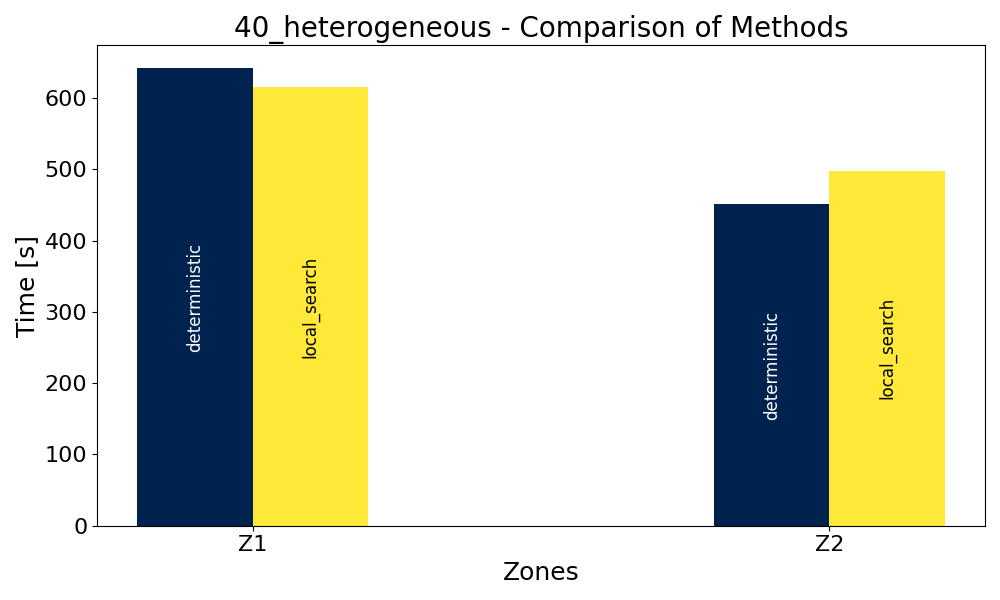 40_heterogeneous - Comparison of Methods
Time [s]
600
500
400
300
200
100
0
deterministic
local_search
deterministic
local_search
Z1
Z2
Zones